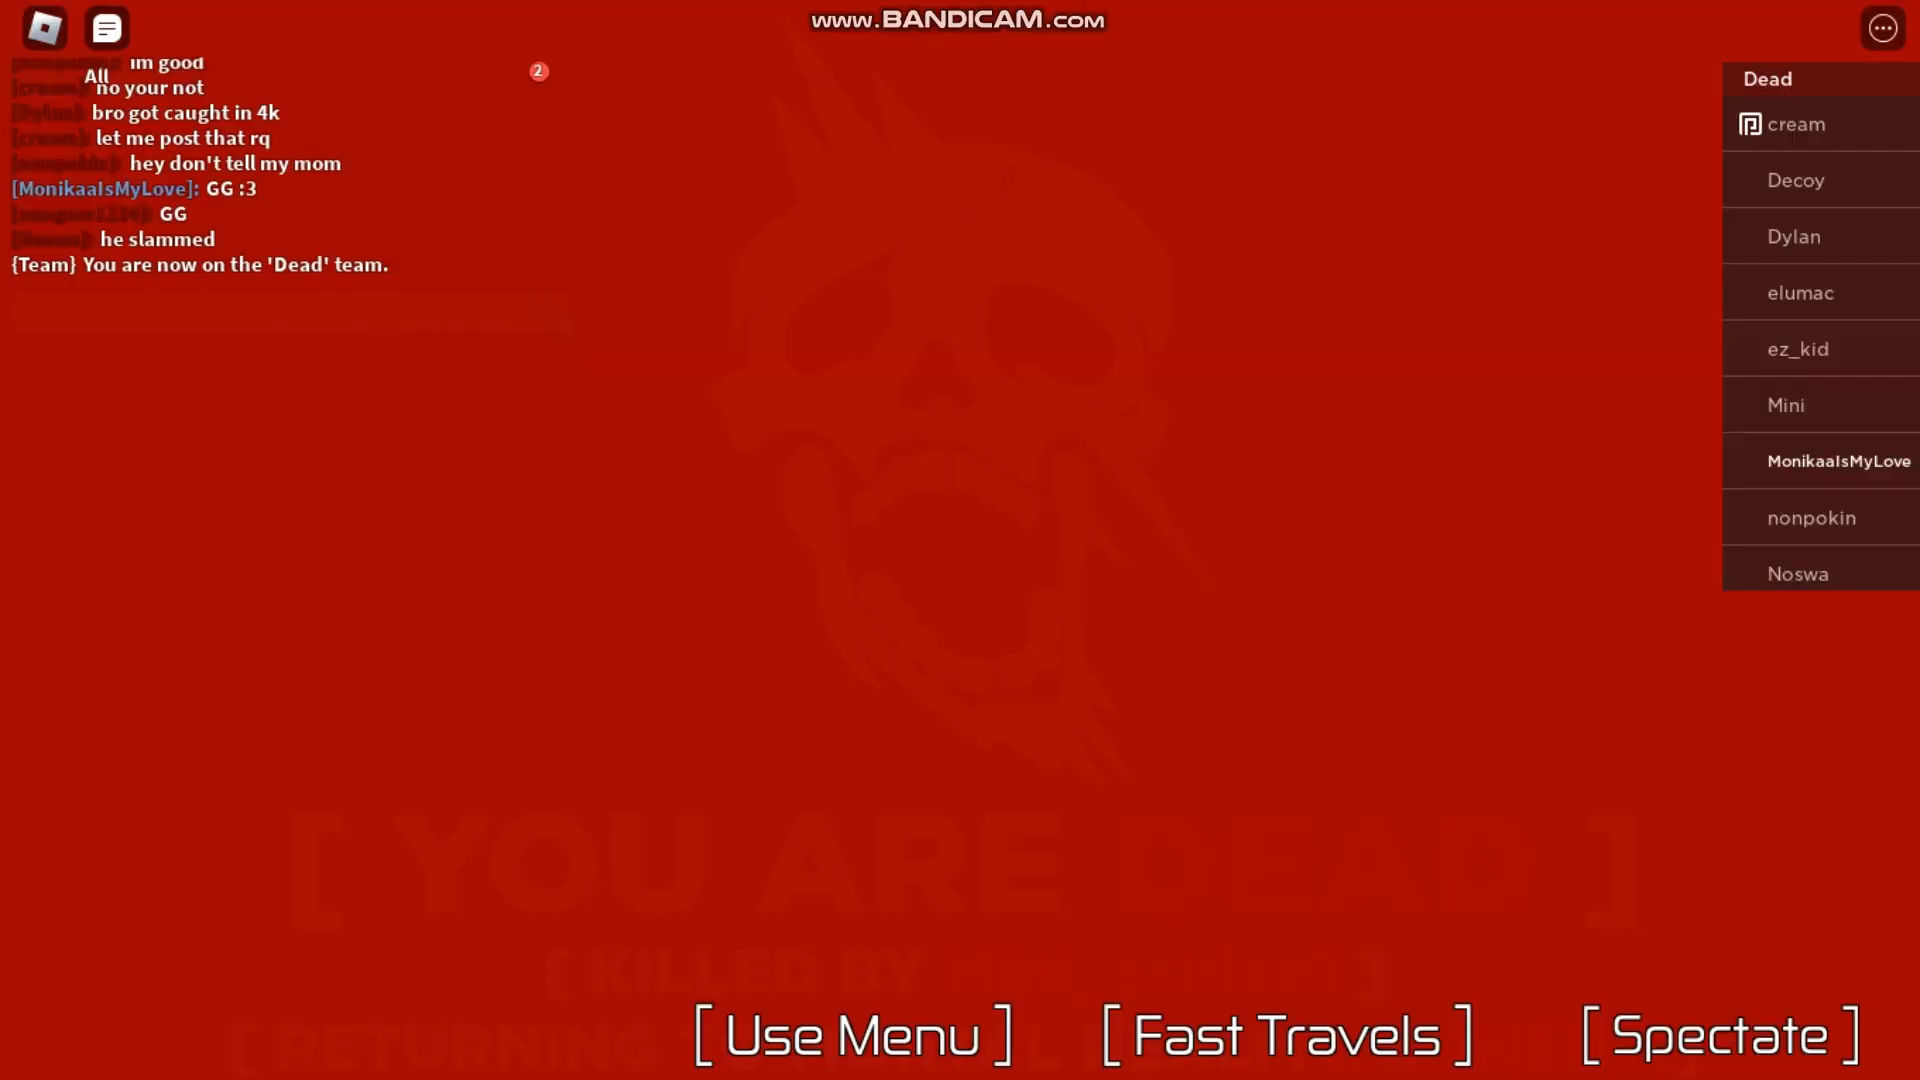 www.BANDICAM.com
im good
All
no your not
bro got caught in 4k
let me post that rq
hey don't tell my mom
[MonikaaIsMyLove]: GG :3
GG
he slammed
{Team} You are now on the 'Dead' team.
2
Dead
cream
Decoy
Dylan
elumac
ez_kid
Mini
MonikaaIsMyLove
nonpokin
Noswa
[ YOU ARE ]
[ KILLED BY ]
[ RETURNING
[ Use Menu ]
[ Fast Travels ]
[ Spectate ]